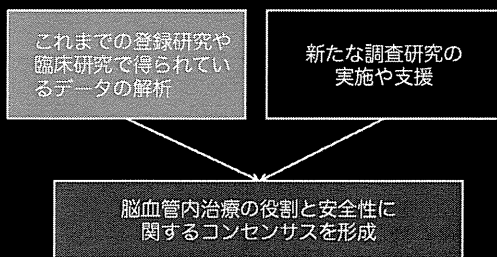 これまでの登録研究や
臨床研究で得られてい
るデータの解析
新たな調査研究の
実施や支援
脳血管内治療の役割と安全性に
関するコンセンサスを形成